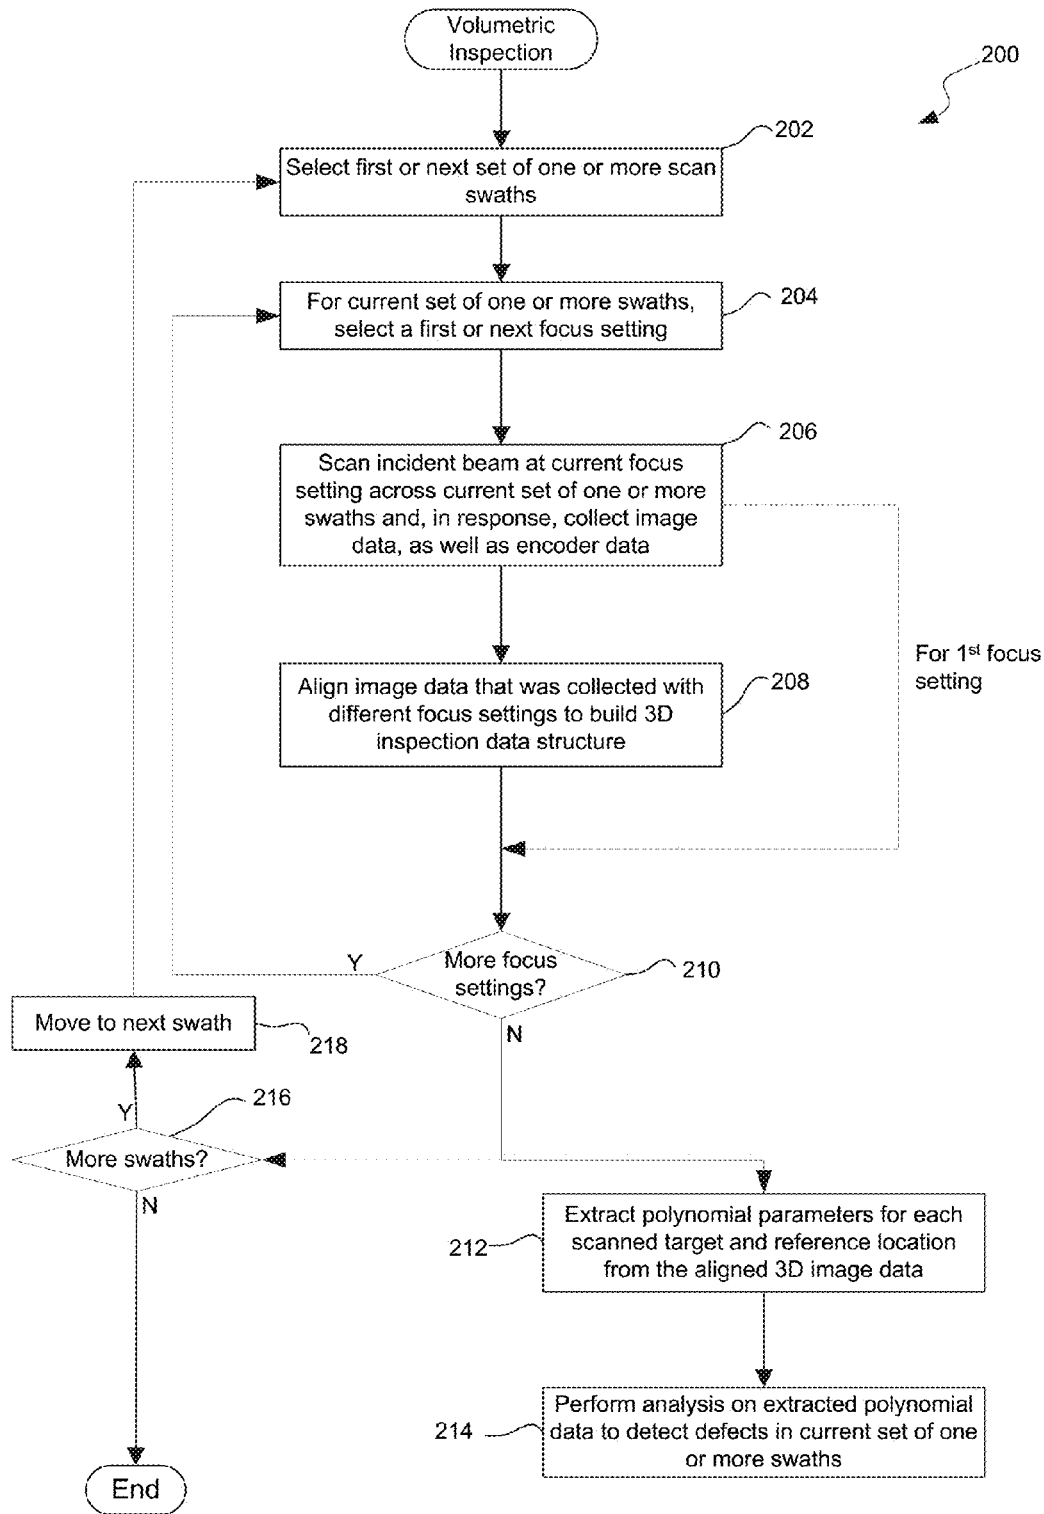 Volumetric
Inspection
200
202
Select first or next set of one or more scan
swaths
204
For current set of one or more swaths,
select a first or next focus setting
206
Scan incident beam at current focus
setting across current set of one or more
swaths and, in response, collect image
data, as well as encoder data
For 1st focus
setting
208
Align image data that was collected with
different focus settings to build 3D
inspection data structure
Y
More focus
settings?
210
N
Move to next swath
218
216
Y
More swaths?
N
212
Extract polynomial parameters for each
scanned target and reference location
from the aligned 3D image data
214
Perform analysis on extracted polynomial
data to detect defects in current set of one
or more swaths
End